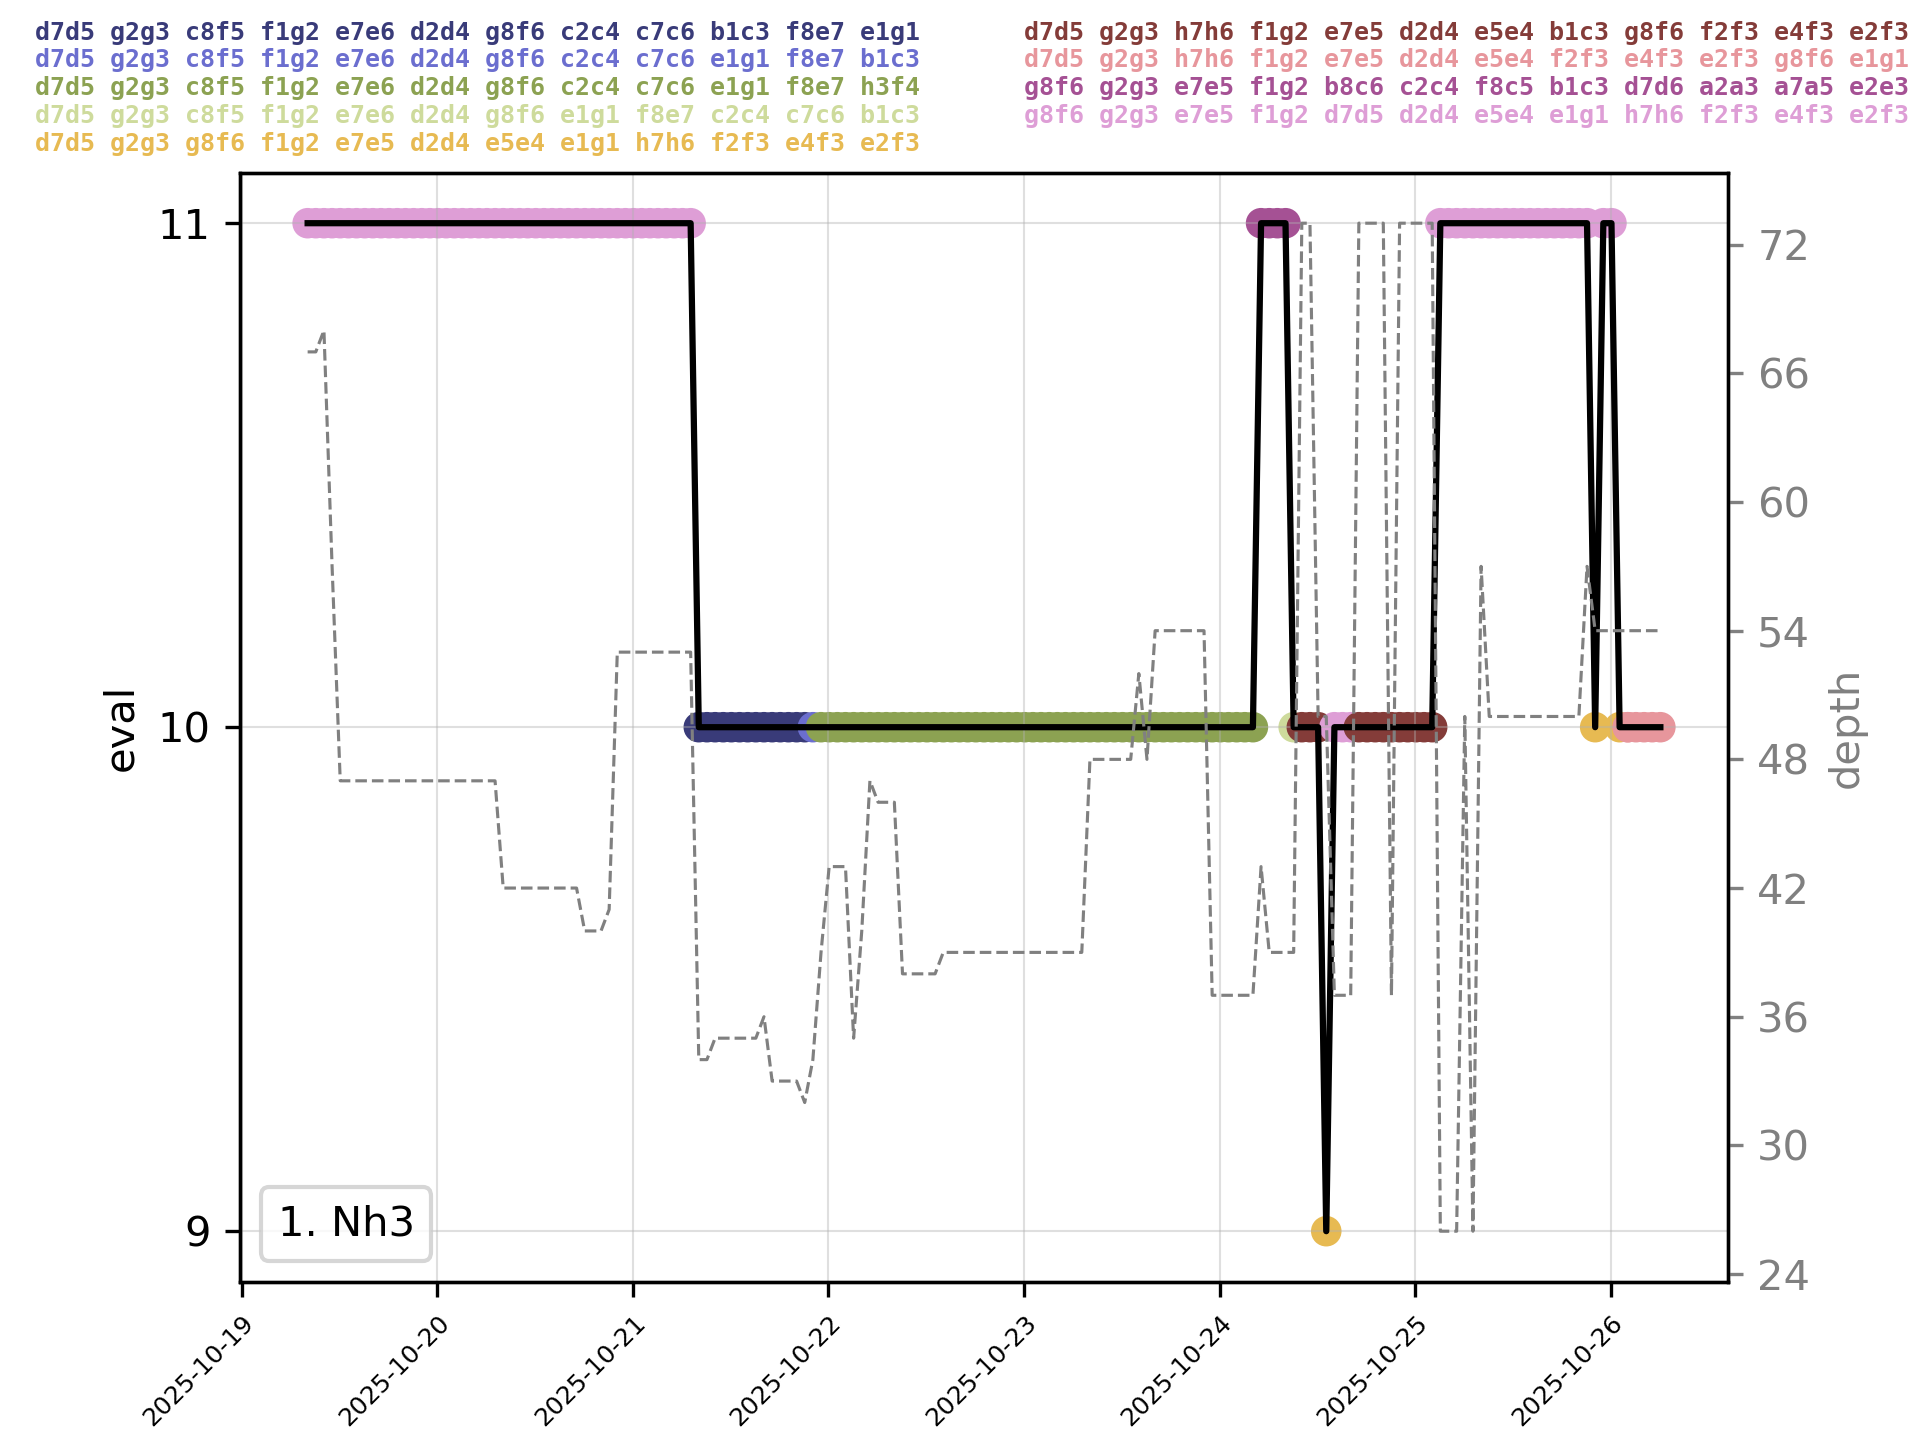 d7d5 g2g3 c8f5 f1g2 e7e6 d2d4 g8f6 c2c4 c7c6 b1c3 f8e7 e1g1
d7d5 g2g3 c8f5 f1g2 e7e6 d2d4 g8f6 c2c4 c7c6 e1g1 f8e7 b1c3
d7d5 g2g3 c8f5 f1g2 e7e6 d2d4 g8f6 c2c4 c7c6 e1g1 f8e7 h3f4
d7d5 g2g3 c8f5 f1g2 e7e6 d2d4 g8f6 e1g1 f8e7 c2c4 c7c6 b1c3
d7d5 g2g3 g8f6 f1g2 e7e5 d2d4 e5e4 e1g1 h7h6 f2f3 e4f3 e2f3
d7d5 g2g3 h7h6 f1g2 e7e5 d2d4 e5e4 b1c3 g8f6 f2f3 e4f3 e2f3
d7d5 g2g3 h7h6 f1g2 e7e5 d2d4 e5e4 f2f3 e4f3 e2f3 g8f6 e1g1
g8f6 g2g3 e7e5 f1g2 b8c6 c2c4 f8c5 b1c3 d7d6 a2a3 a7a5 e2e3
g8f6 g2g3 e7e5 f1g2 d7d5 d2d4 e5e4 e1g1 h7h6 f2f3 e4f3 e2f3
11
10
9
eval
72
66
60
54
48
42
36
30
24
depth
1. Nh3
2025-10-19
2025-10-20
2025-10-21
2025-10-22
2025-10-23
2025-10-24
2025-10-25
2025-10-26